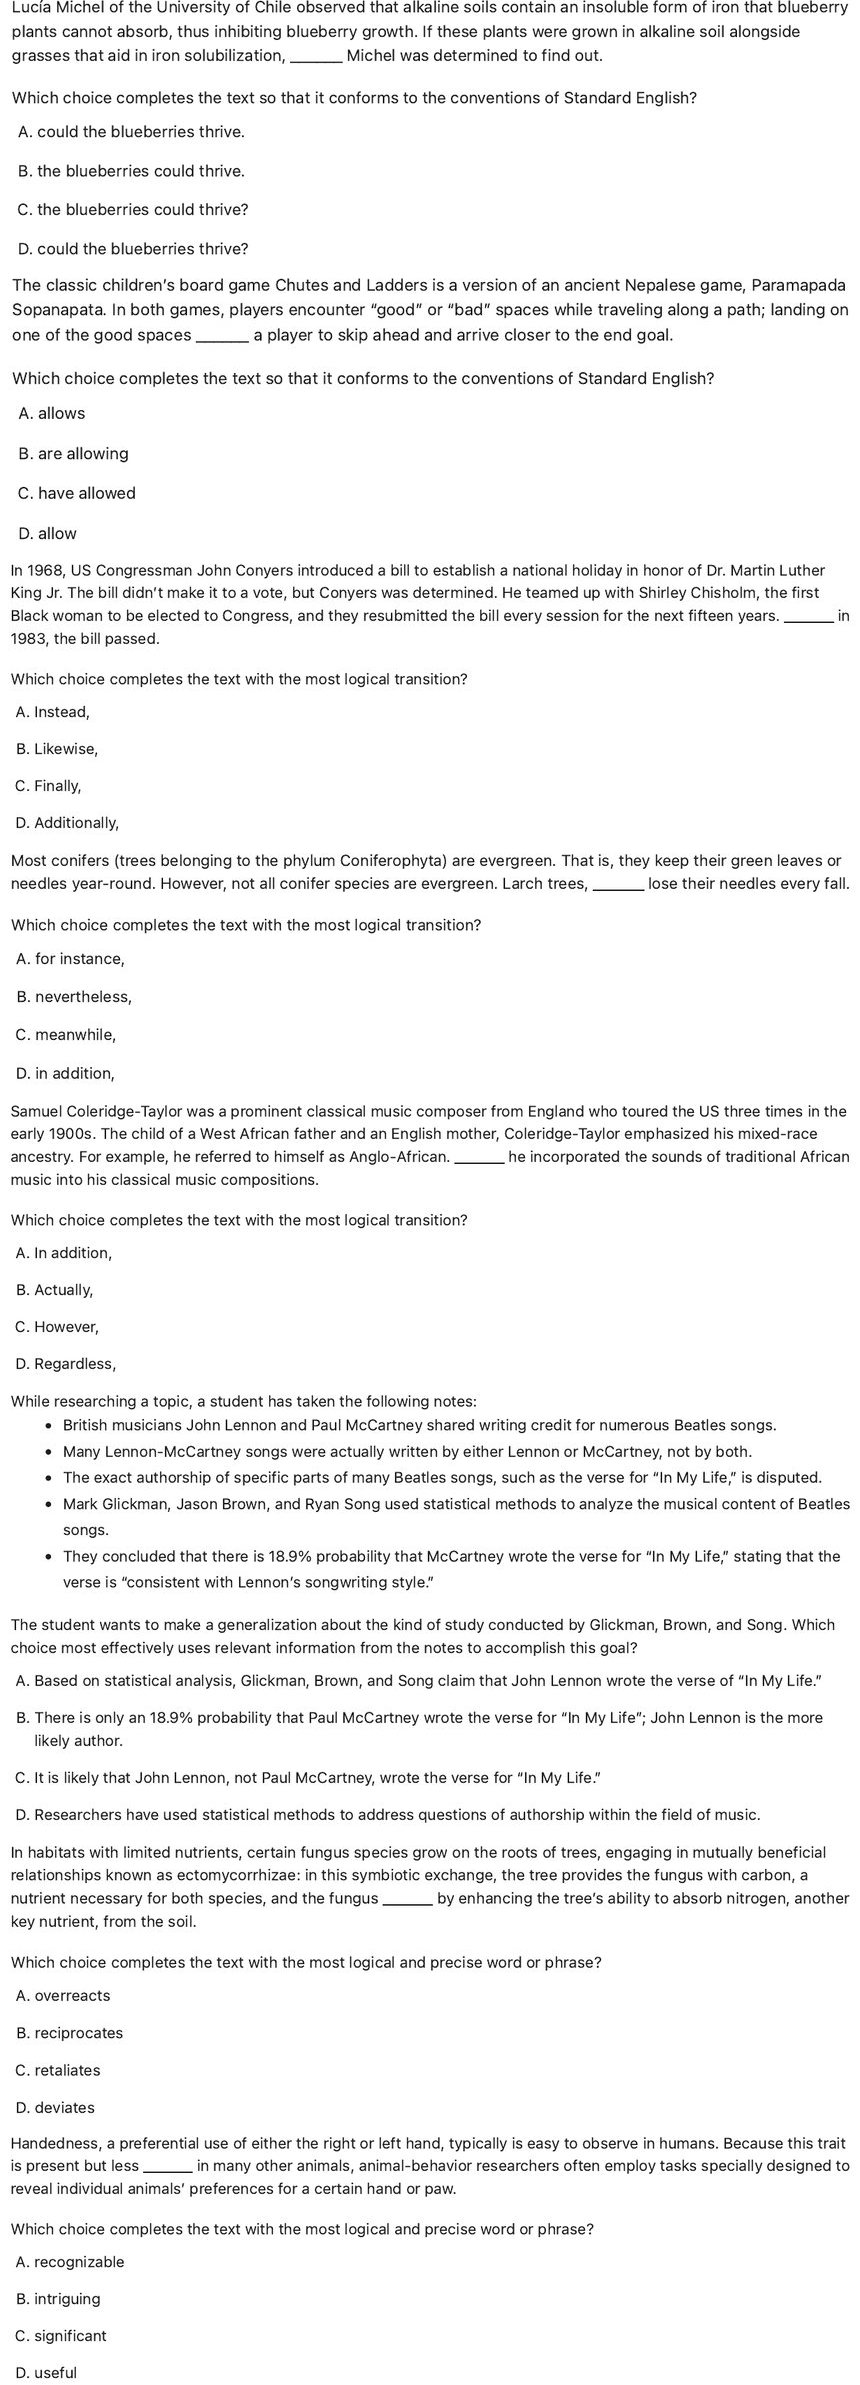 Lucía Michel of the University of Chile observed that alkaline soils contain an insoluble form of iron that blueberry
plants cannot absorb, thus inhibiting blueberry growth. If these plants were grown in alkaline soil alongside
grasses that aid in iron solubilization, ______ Michel was determined to find out.
Which choice completes the text so that it conforms to the conventions of Standard English?
A. could the blueberries thrive.
B. the blueberries could thrive.
C. the blueberries could thrive?
D. could the blueberries thrive?
The classic children's board game Chutes and Ladders is a version of an ancient Nepalese game, Paramapada
Sopanapata. In both games, players encounter “good” or “bad” spaces while traveling along a path; landing on
one of the good spaces ______ a player to skip ahead and arrive closer to the end goal.
Which choice completes the text so that it conforms to the conventions of Standard English?
A. allows
B. are allowing
C. have allowed
D. allow
In 1968, US Congressman John Conyers introduced a bill to establish a national holiday in honor of Dr. Martin Luther
King Jr. The bill didn't make it to a vote, but Conyers was determined. He teamed up with Shirley Chisholm, the first
Black woman to be elected to Congress, and they resubmitted the bill every session for the next fifteen years. ______ in
1983, the bill passed.
Which choice completes the text with the most logical transition?
A. Instead,
B. Likewise,
C. Finally,
D. Additionally,
Most conifers (trees belonging to the phylum Coniferophyta) are evergreen. That is, they keep their green leaves or
needles year-round. However, not all conifer species are evergreen. Larch trees, ______ lose their needles every fall.
Which choice completes the text with the most logical transition?
A. for instance,
B. nevertheless,
C. meanwhile,
D. in addition,
Samuel Coleridge-Taylor was a prominent classical music composer from England who toured the US three times in the
early 1900s. The child of a West African father and an English mother, Coleridge-Taylor emphasized his mixed-race
ancestry. For example, he referred to himself as Anglo-African. ______ he incorporated the sounds of traditional African
music into his classical music compositions.
Which choice completes the text with the most logical transition?
A. In addition,
B. Actually,
C. However,
D. Regardless,
While researching a topic, a student has taken the following notes:
• British musicians John Lennon and Paul McCartney shared writing credit for numerous Beatles songs.
• Many Lennon-McCartney songs were actually written by either Lennon or McCartney, not by both.
• The exact authorship of specific parts of many Beatles songs, such as the verse for “In My Life,” is disputed.
• Mark Glickman, Jason Brown, and Ryan Song used statistical methods to analyze the musical content of Beatles
songs.
• They concluded that there is 18.9% probability that McCartney wrote the verse for “In My Life,” stating that the
verse is “consistent with Lennon's songwriting style.”
The student wants to make a generalization about the kind of study conducted by Glickman, Brown, and Song. Which
choice most effectively uses relevant information from the notes to accomplish this goal?
A. Based on statistical analysis, Glickman, Brown, and Song claim that John Lennon wrote the verse of “In My Life.”
B. There is only an 18.9% probability that Paul McCartney wrote the verse for “In My Life”; John Lennon is the more
likely author.
C. It is likely that John Lennon, not Paul McCartney, wrote the verse for “In My Life.”
D. Researchers have used statistical methods to address questions of authorship within the field of music.
In habitats with limited nutrients, certain fungus species grow on the roots of trees, engaging in mutually beneficial
relationships known as ectomycorrhizae: in this symbiotic exchange, the tree provides the fungus with carbon, a
nutrient necessary for both species, and the fungus ______ by enhancing the tree's ability to absorb nitrogen, another
key nutrient, from the soil.
Which choice completes the text with the most logical and precise word or phrase?
A. overreacts
B. reciprocates
C. retaliates
D. deviates
Handedness, a preferential use of either the right or left hand, typically is easy to observe in humans. Because this trait
is present but less ______ in many other animals, animal-behavior researchers often employ tasks specially designed to
reveal individual animals' preferences for a certain hand or paw.
Which choice completes the text with the most logical and precise word or phrase?
A. recognizable
B. intriguing
C. significant
D. useful